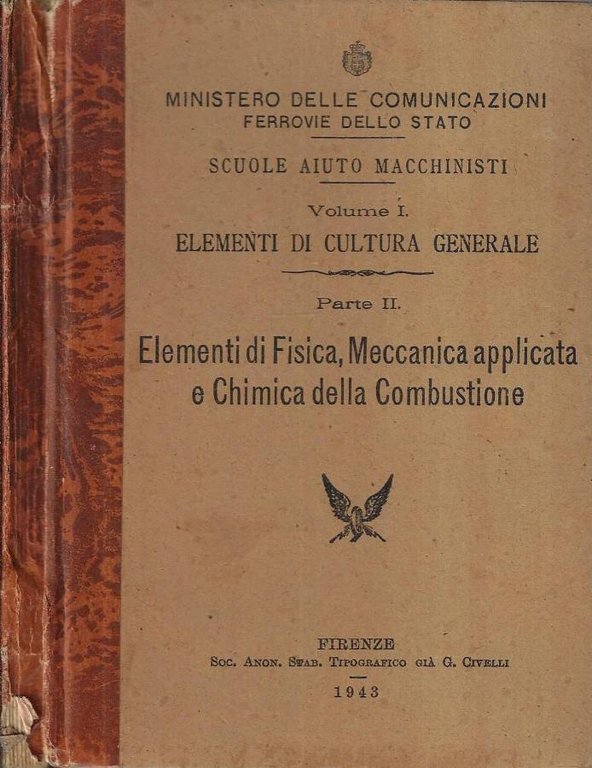 MINISTERO DELLE COMUNICAZIONI
FERROVIE DELLO STATO
SCUOLE AIUTO MACCHINISTI
Volume I.
ELEMENTI DI CULTURA GENERALE
Parte II.
Elementi di Fisica, Meccanica applicata
e Chimica della Combustione
FIRENZE
SOC. ANON. STAB. TIPOGRAFICO GIÀ G. CIVELLI
1943